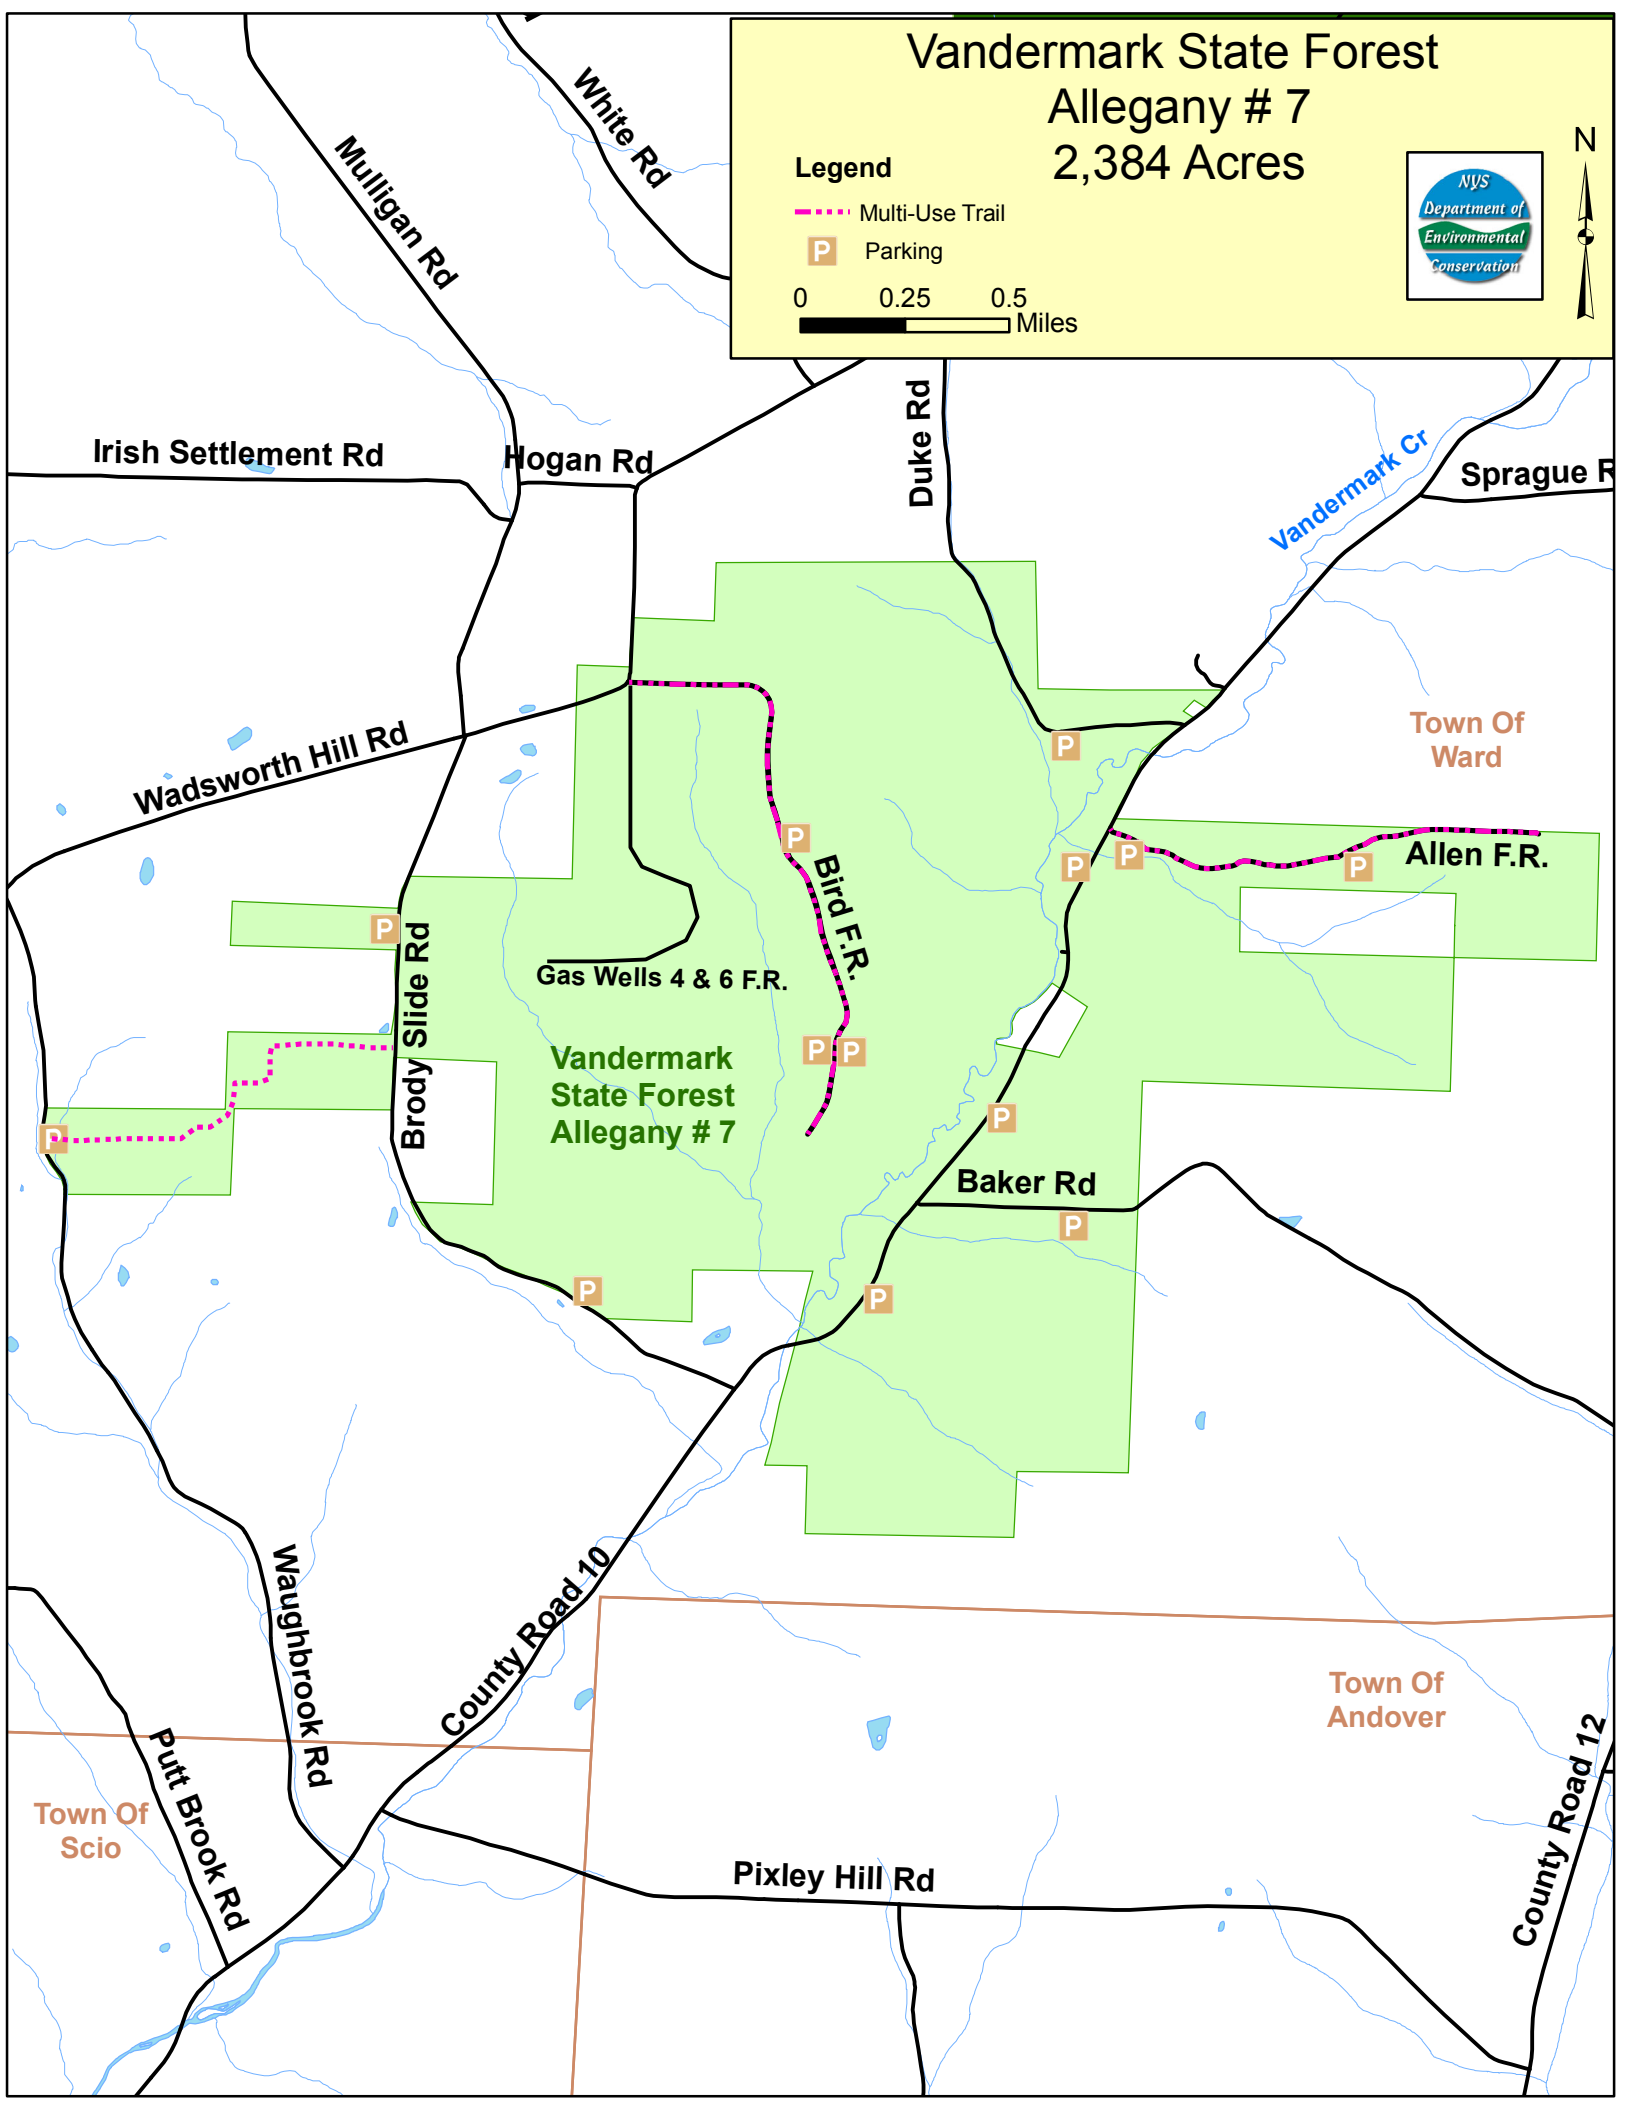 Vandermark State Forest
Allegany # 7
2,384 Acres
Legend
Multi-Use Trail
P Parking
0 0.25 0.5
Miles
N
NYS
Department of
Environmental
Conservation
White Rd
Mulligan Rd
Irish Settlement Rd
Hogan Rd
Duke Rd
Vandermark Cr
Sprague R
Town Of
Ward
Wadsworth Hill Rd
P
P
P
P
P
Bird F.R.
Allen F.R.
P
Brody Slide Rd
Gas Wells 4 & 6 F.R.
Vandermark
State Forest
Allegany # 7
P
P
P
P
Baker Rd
P
P
P
Waughbrook Rd
County Road 10
Town Of
Andover
Putt Brook Rd
Town Of
Scio
County Road 12
Pixley Hill Rd